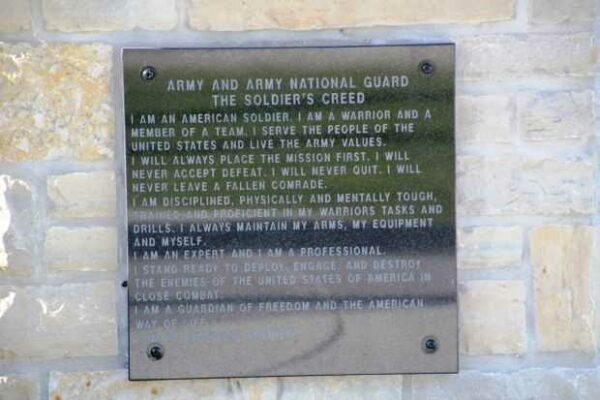 ARMY AND ARMY NATIONAL GUARD
THE SOLDIER'S CREED
I AM AN AMERICAN SOLDIER. I AM A WARRIOR AND A
MEMBER OF A TEAM. I SERVE THE PEOPLE OF THE
UNITED STATES AND LIVE THE ARMY VALUES.
I WILL ALWAYS PLACE THE MISSION FIRST. I WILL
NEVER ACCEPT DEFEAT. I WILL NEVER QUIT. I WILL
NEVER LEAVE A FALLEN COMRADE.
I AM DISCIPLINED, PHYSICALLY AND MENTALLY TOUGH,
TRAINED AND PROFICIENT IN MY WARRIORS TASKS AND
DRILLS. I ALWAYS MAINTAIN MY ARMS, MY EQUIPMENT
AND MYSELF.
I AM AN EXPERT AND I AM A PROFESSIONAL.
I STAND READY TO DEPLOY, ENGAGE, AND DESTROY
THE ENEMIES OF THE UNITED STATES OF AMERICA IN
CLOSE COMBAT.
I AM A GUARDIAN OF FREEDOM AND THE AMERICAN
WAY OF LIFE.